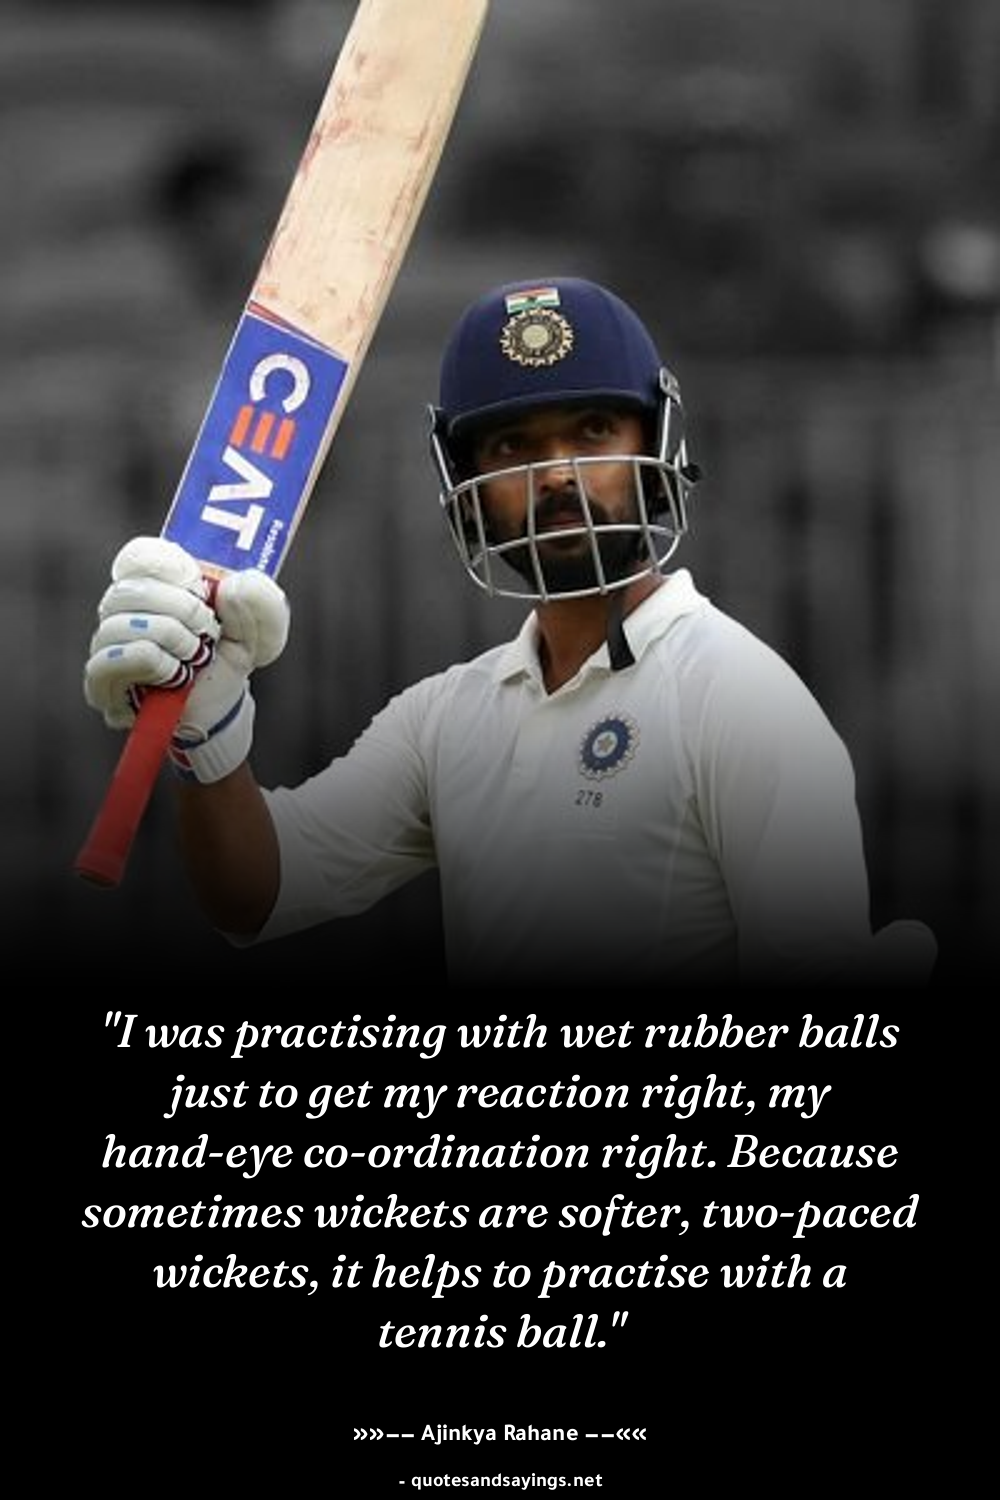 CEAT
278
"I was practising with wet rubber balls
just to get my reaction right, my
hand-eye co-ordination right. Because
sometimes wickets are softer, two-paced
wickets, it helps to practise with a
tennis ball."
»»–– Ajinkya Rahane ––««
- quotesandsayings.net